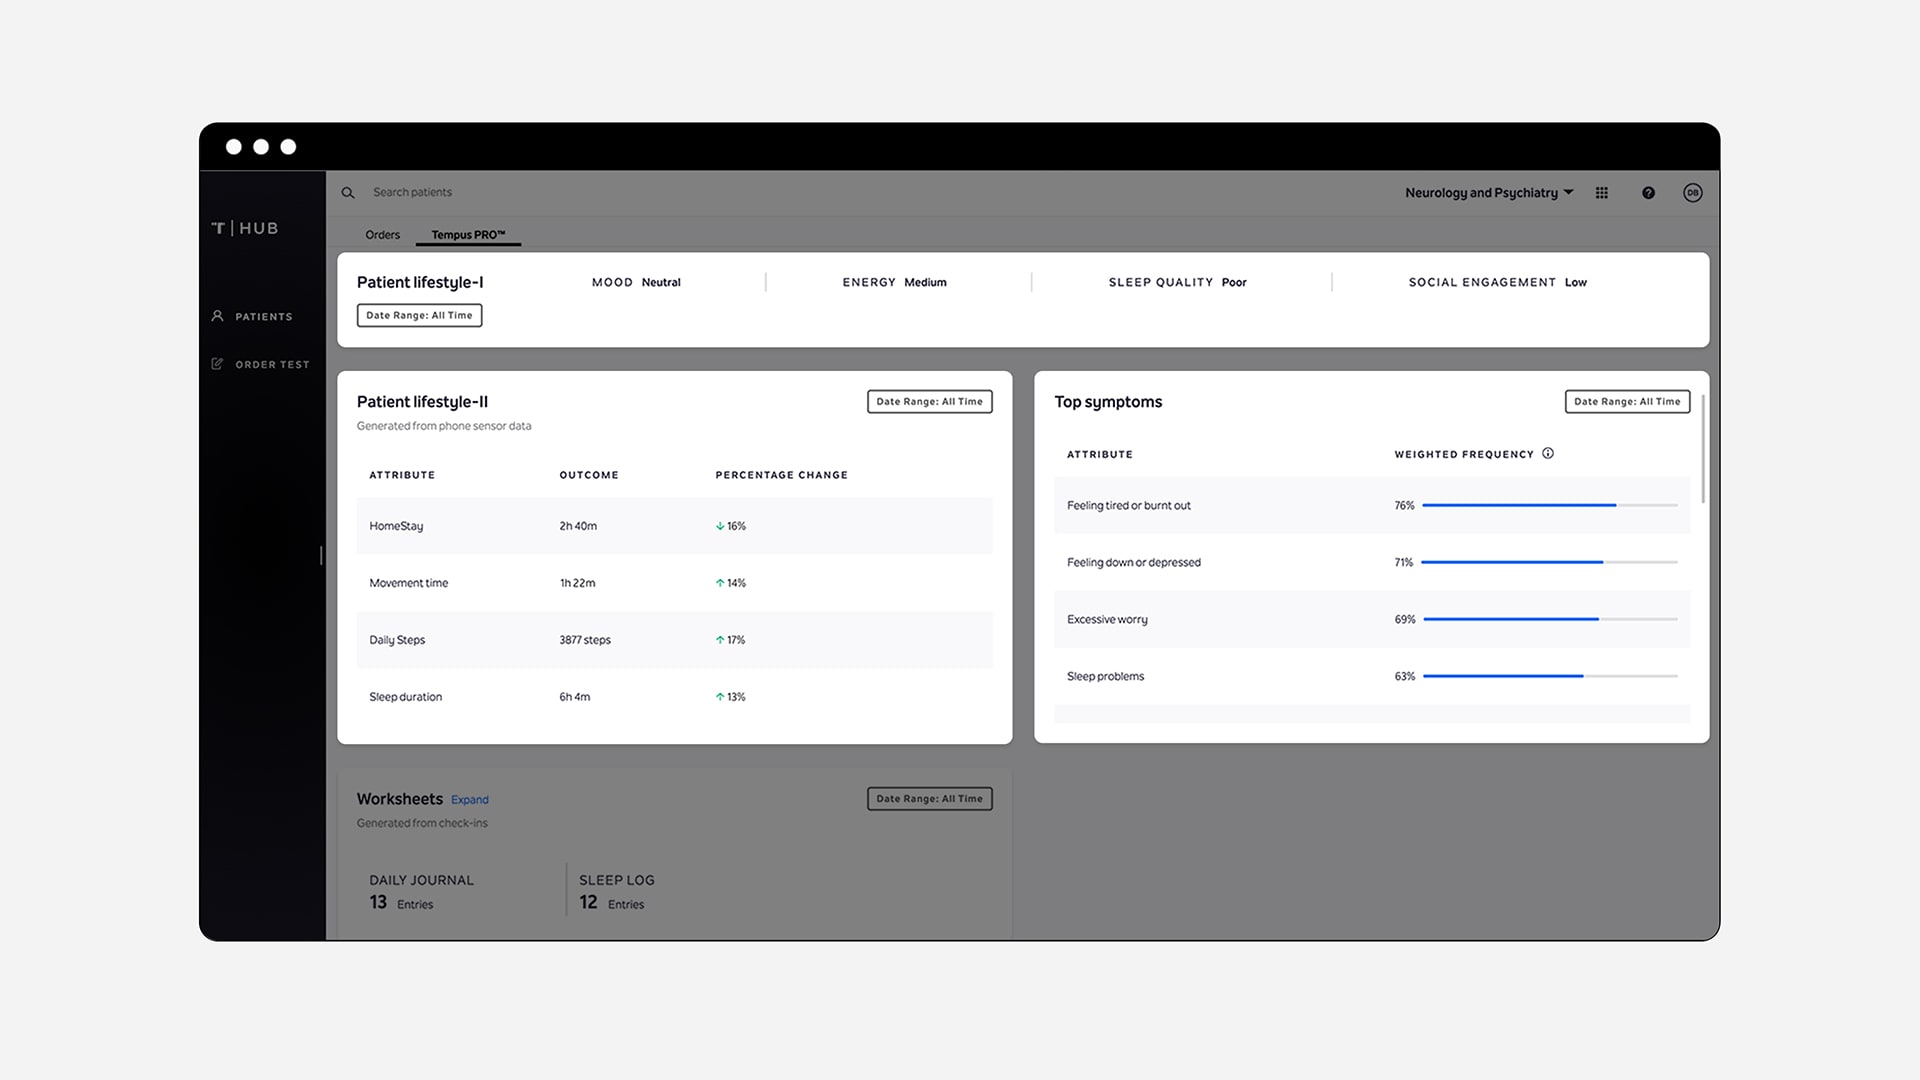 Search patients
Neurology and Psychiatry
DB
T | HUB
Orders
Tempus PRO™
PATIENTS
ORDER TEST
Patient lifestyle-I
MOOD Neutral
ENERGY Medium
SLEEP QUALITY Poor
SOCIAL ENGAGEMENT Low
Date Range: All Time
Patient lifestyle-II
Date Range: All Time
Generated from phone sensor data
ATTRIBUTE OUTCOME PERCENTAGE CHANGE
HomeStay 2h 40m ↓ 16%
Movement time 1h 22m ↑ 14%
Daily Steps 3877 steps ↑ 17%
Sleep duration 6h 4m ↑ 13%
Top symptoms
Date Range: All Time
ATTRIBUTE WEIGHTED FREQUENCY
Feeling tired or burnt out 76%
Feeling down or depressed 71%
Excessive worry 69%
Sleep problems 63%
Worksheets Expand
Date Range: All Time
Generated from check-ins
DAILY JOURNAL
13 Entries
SLEEP LOG
12 Entries